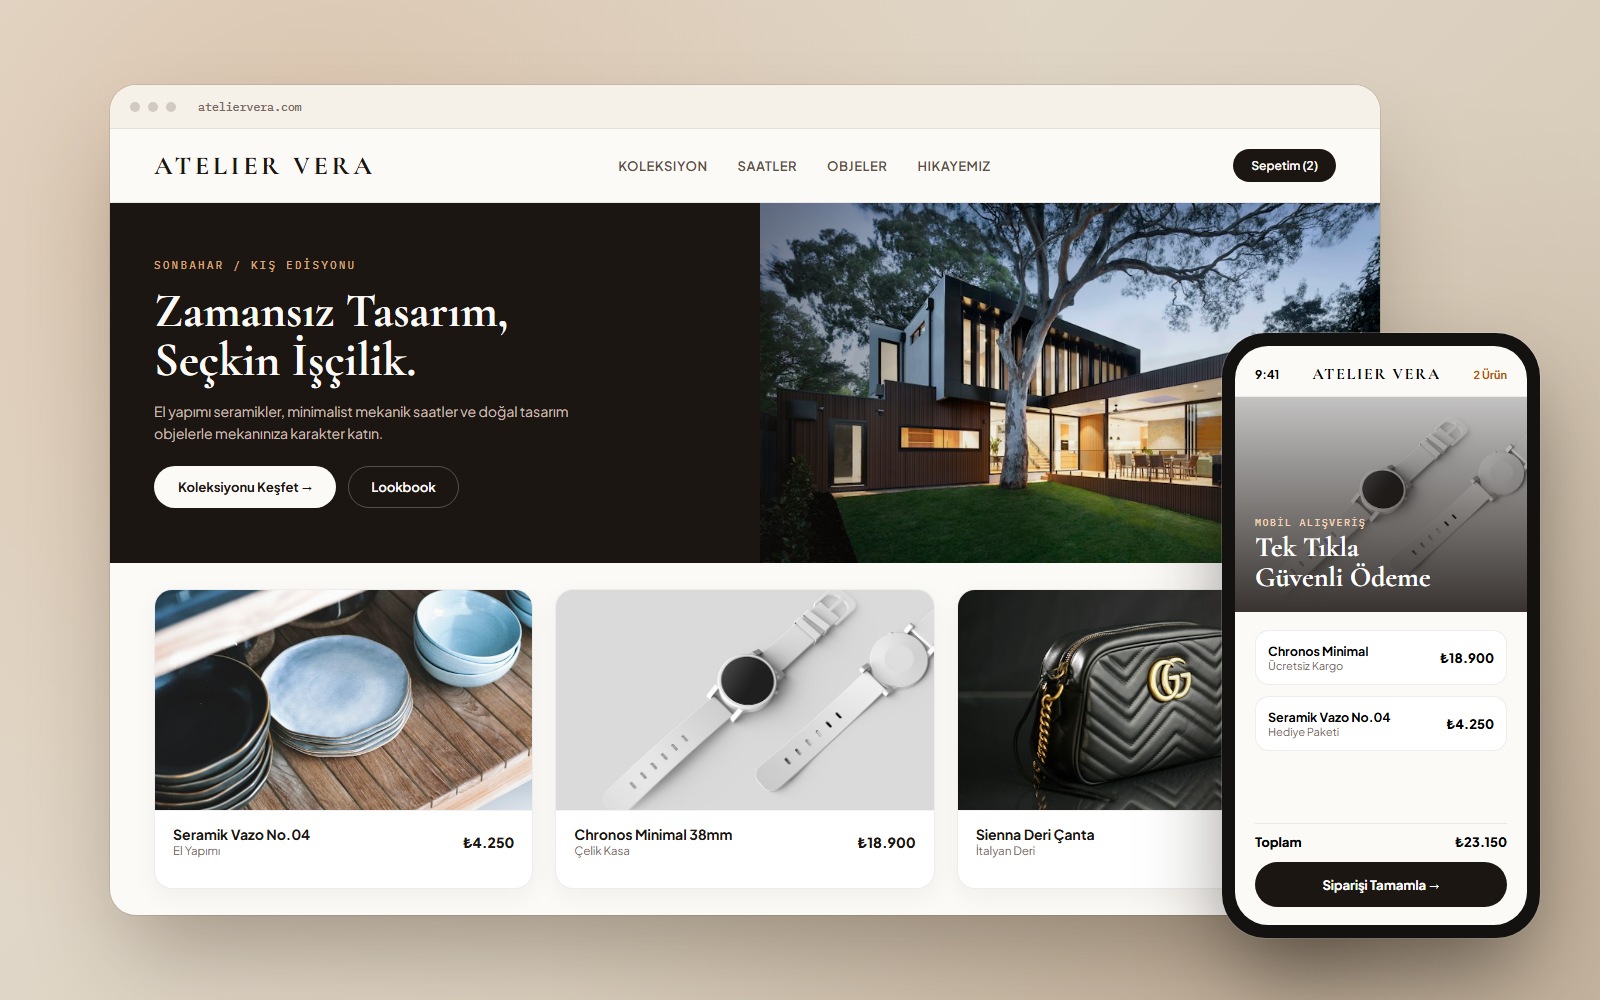 ateliervera.com
ATELIER VERA
KOLEKSIYON SAATLER OBJELER HIKAYEMIZ
Sepetim (2)
SONBAHAR / KIŞ EDİSYONU
Zamansız Tasarım,
Seçkin İşçilik.
El yapımı seramikler, minimalist mekanik saatler ve doğal tasarım
objelerle mekanınıza karakter katın.
Koleksiyonu Keşfet →
Lookbook
Seramik Vazo No.04
El Yapımı
₺4.250
Chronos Minimal 38mm
Çelik Kasa
₺18.900
GG
Sienna Deri Çanta
İtalyan Deri
9:41
ATELIER VERA
2 Ürün
MOBİL ALIŞVERİŞ
Tek Tıkla
Güvenli Ödeme
Chronos Minimal
Ücretsiz Kargo
₺18.900
Seramik Vazo No.04
Hediye Paketi
₺4.250
Toplam
₺23.150
Siparişi Tamamla →